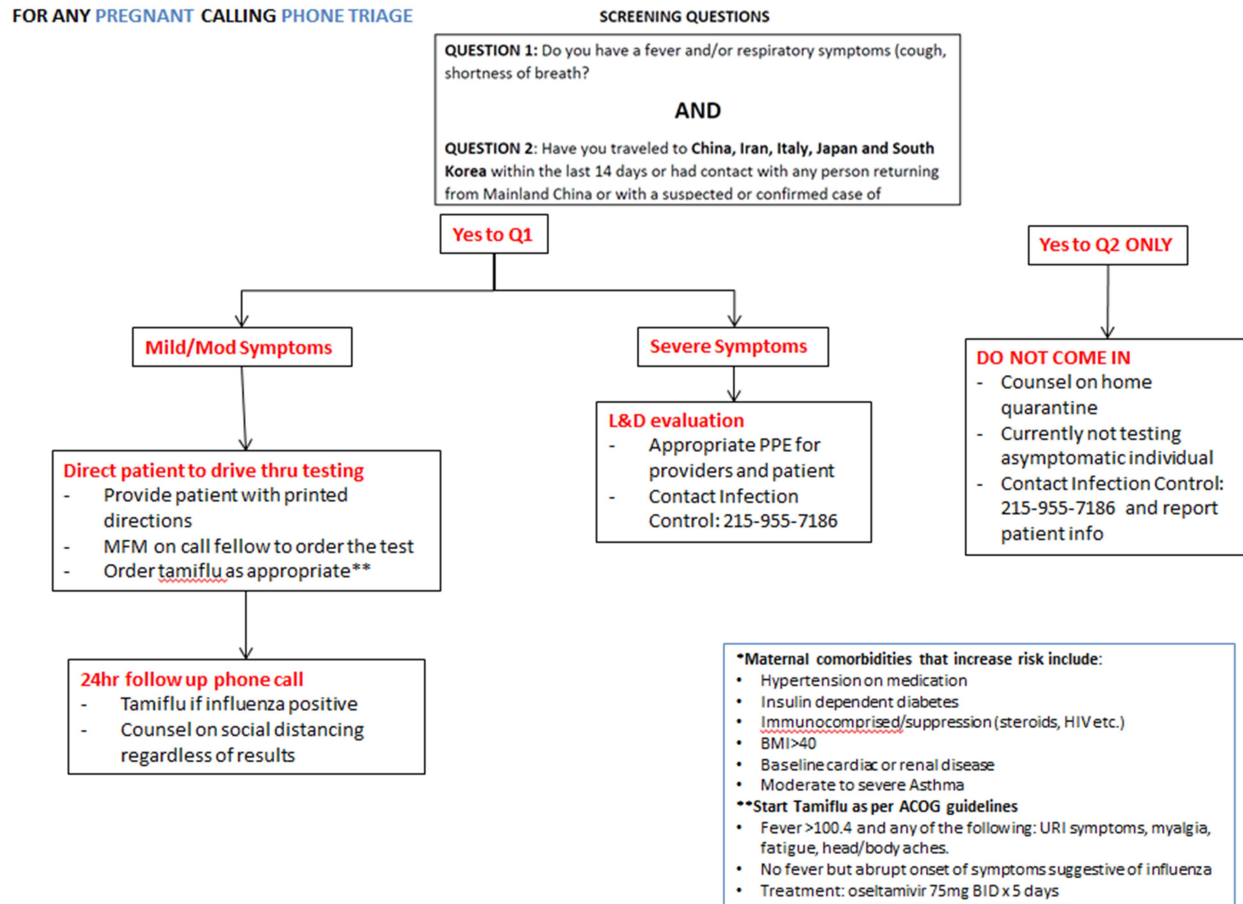 FOR ANY PREGNANT CALLING PHONE TRIAGE
SCREENING QUESTIONS
QUESTION 1: Do you have a fever and/or respiratory symptoms (cough,
shortness of breath?
AND
QUESTION 2: Have you traveled to China, Iran, Italy, Japan and South
Korea within the last 14 days or had contact with any person returning
from Mainland China or with a suspected or confirmed case of
Yes to Q1
Yes to Q2 ONLY
Mild/Mod Symptoms
Severe Symptoms
Direct patient to drive thru testing
- Provide patient with printed
directions
- MFM on call fellow to order the test
- Order tamiflu as appropriate**
24hr follow up phone call
- Tamiflu if influenza positive
- Counsel on social distancing
regardless of results
L&D evaluation
- Appropriate PPE for
providers and patient
- Contact Infection
Control: 215-955-7186
DO NOT COME IN
- Counsel on home
quarantine
- Currently not testing
asymptomatic individual
- Contact Infection Control:
215-955-7186 and report
patient info
*Maternal comorbidities that increase risk include:
• Hypertension on medication
• Insulin dependent diabetes
• Immunocomprised/suppression (steroids, HIV etc.)
• BMI>40
• Baseline cardiac or renal disease
• Moderate to severe Asthma
**Start Tamiflu as per ACOG guidelines
• Fever >100.4 and any of the following: URI symptoms, myalgia,
fatigue, head/body aches.
• No fever but abrupt onset of symptoms suggestive of influenza
• Treatment: oseltamivir 75mg BID x 5 days